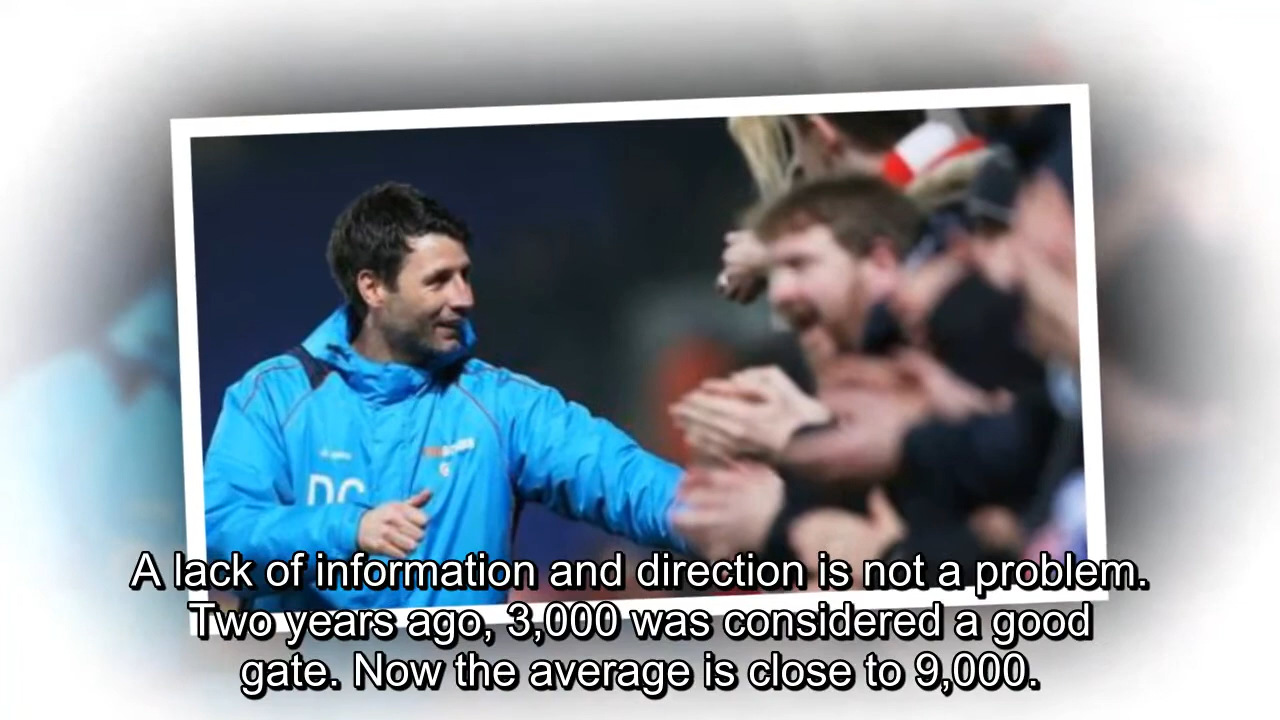 DC
A lack of information and direction is not a problem.
Two years ago, 3,000 was considered a good
gate. Now the average is close to 9,000.